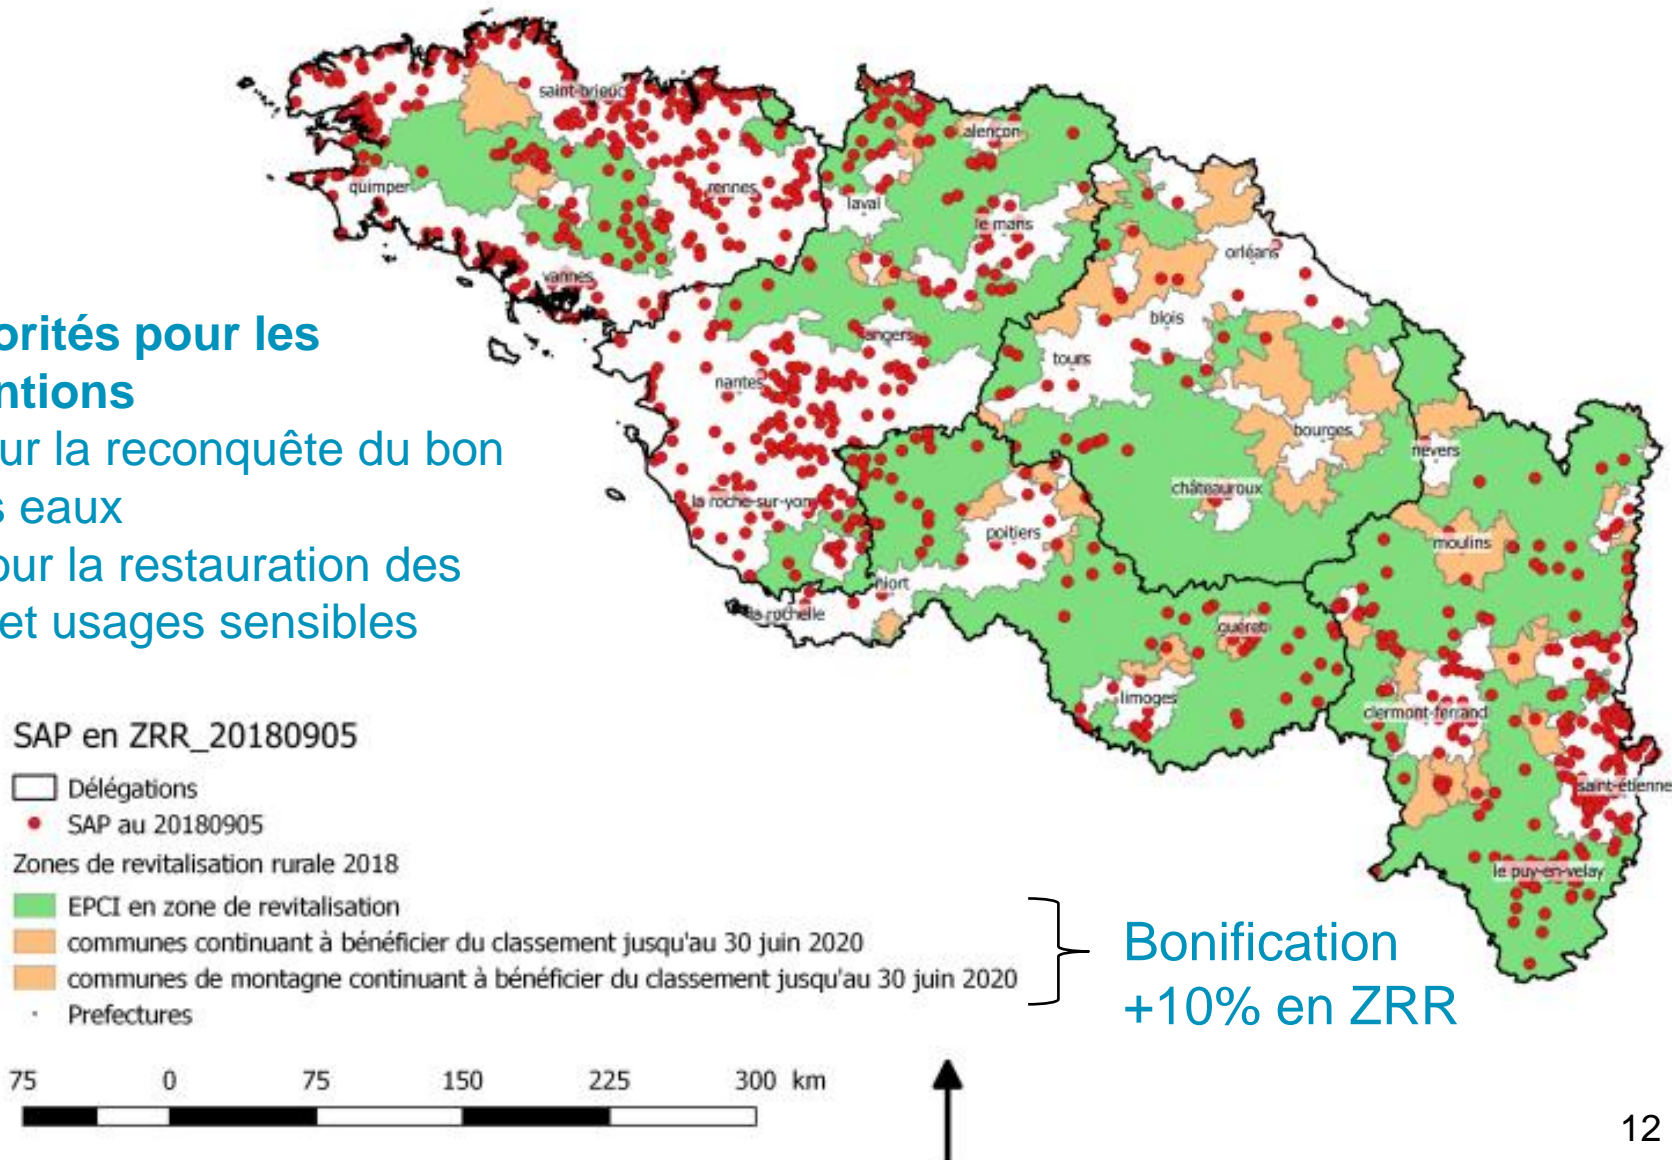 orités pour les
ntions
ur la reconquête du bon
s eaux
our la restauration des
et usages sensibles
saint-brieuc
alençon
quimper
rennes
laval
le mans
orléans
vannes
blois
angers
tours
nantes
bourges
nevers
châteauroux
la roche-sur-yon
poitiers
moulins
niort
la rochelle
guéret
limoges
clermont-ferrand
saint-étienne
le puy-en-velay
SAP en ZRR_20180905
Délégations
SAP au 20180905
Zones de revitalisation rurale 2018
EPCI en zone de revitalisation
communes continuant à bénéficier du classement jusqu'au 30 juin 2020
communes de montagne continuant à bénéficier du classement jusqu'au 30 juin 2020
Prefectures
Bonification
+10% en ZRR
75 0 75 150 225 300 km
12